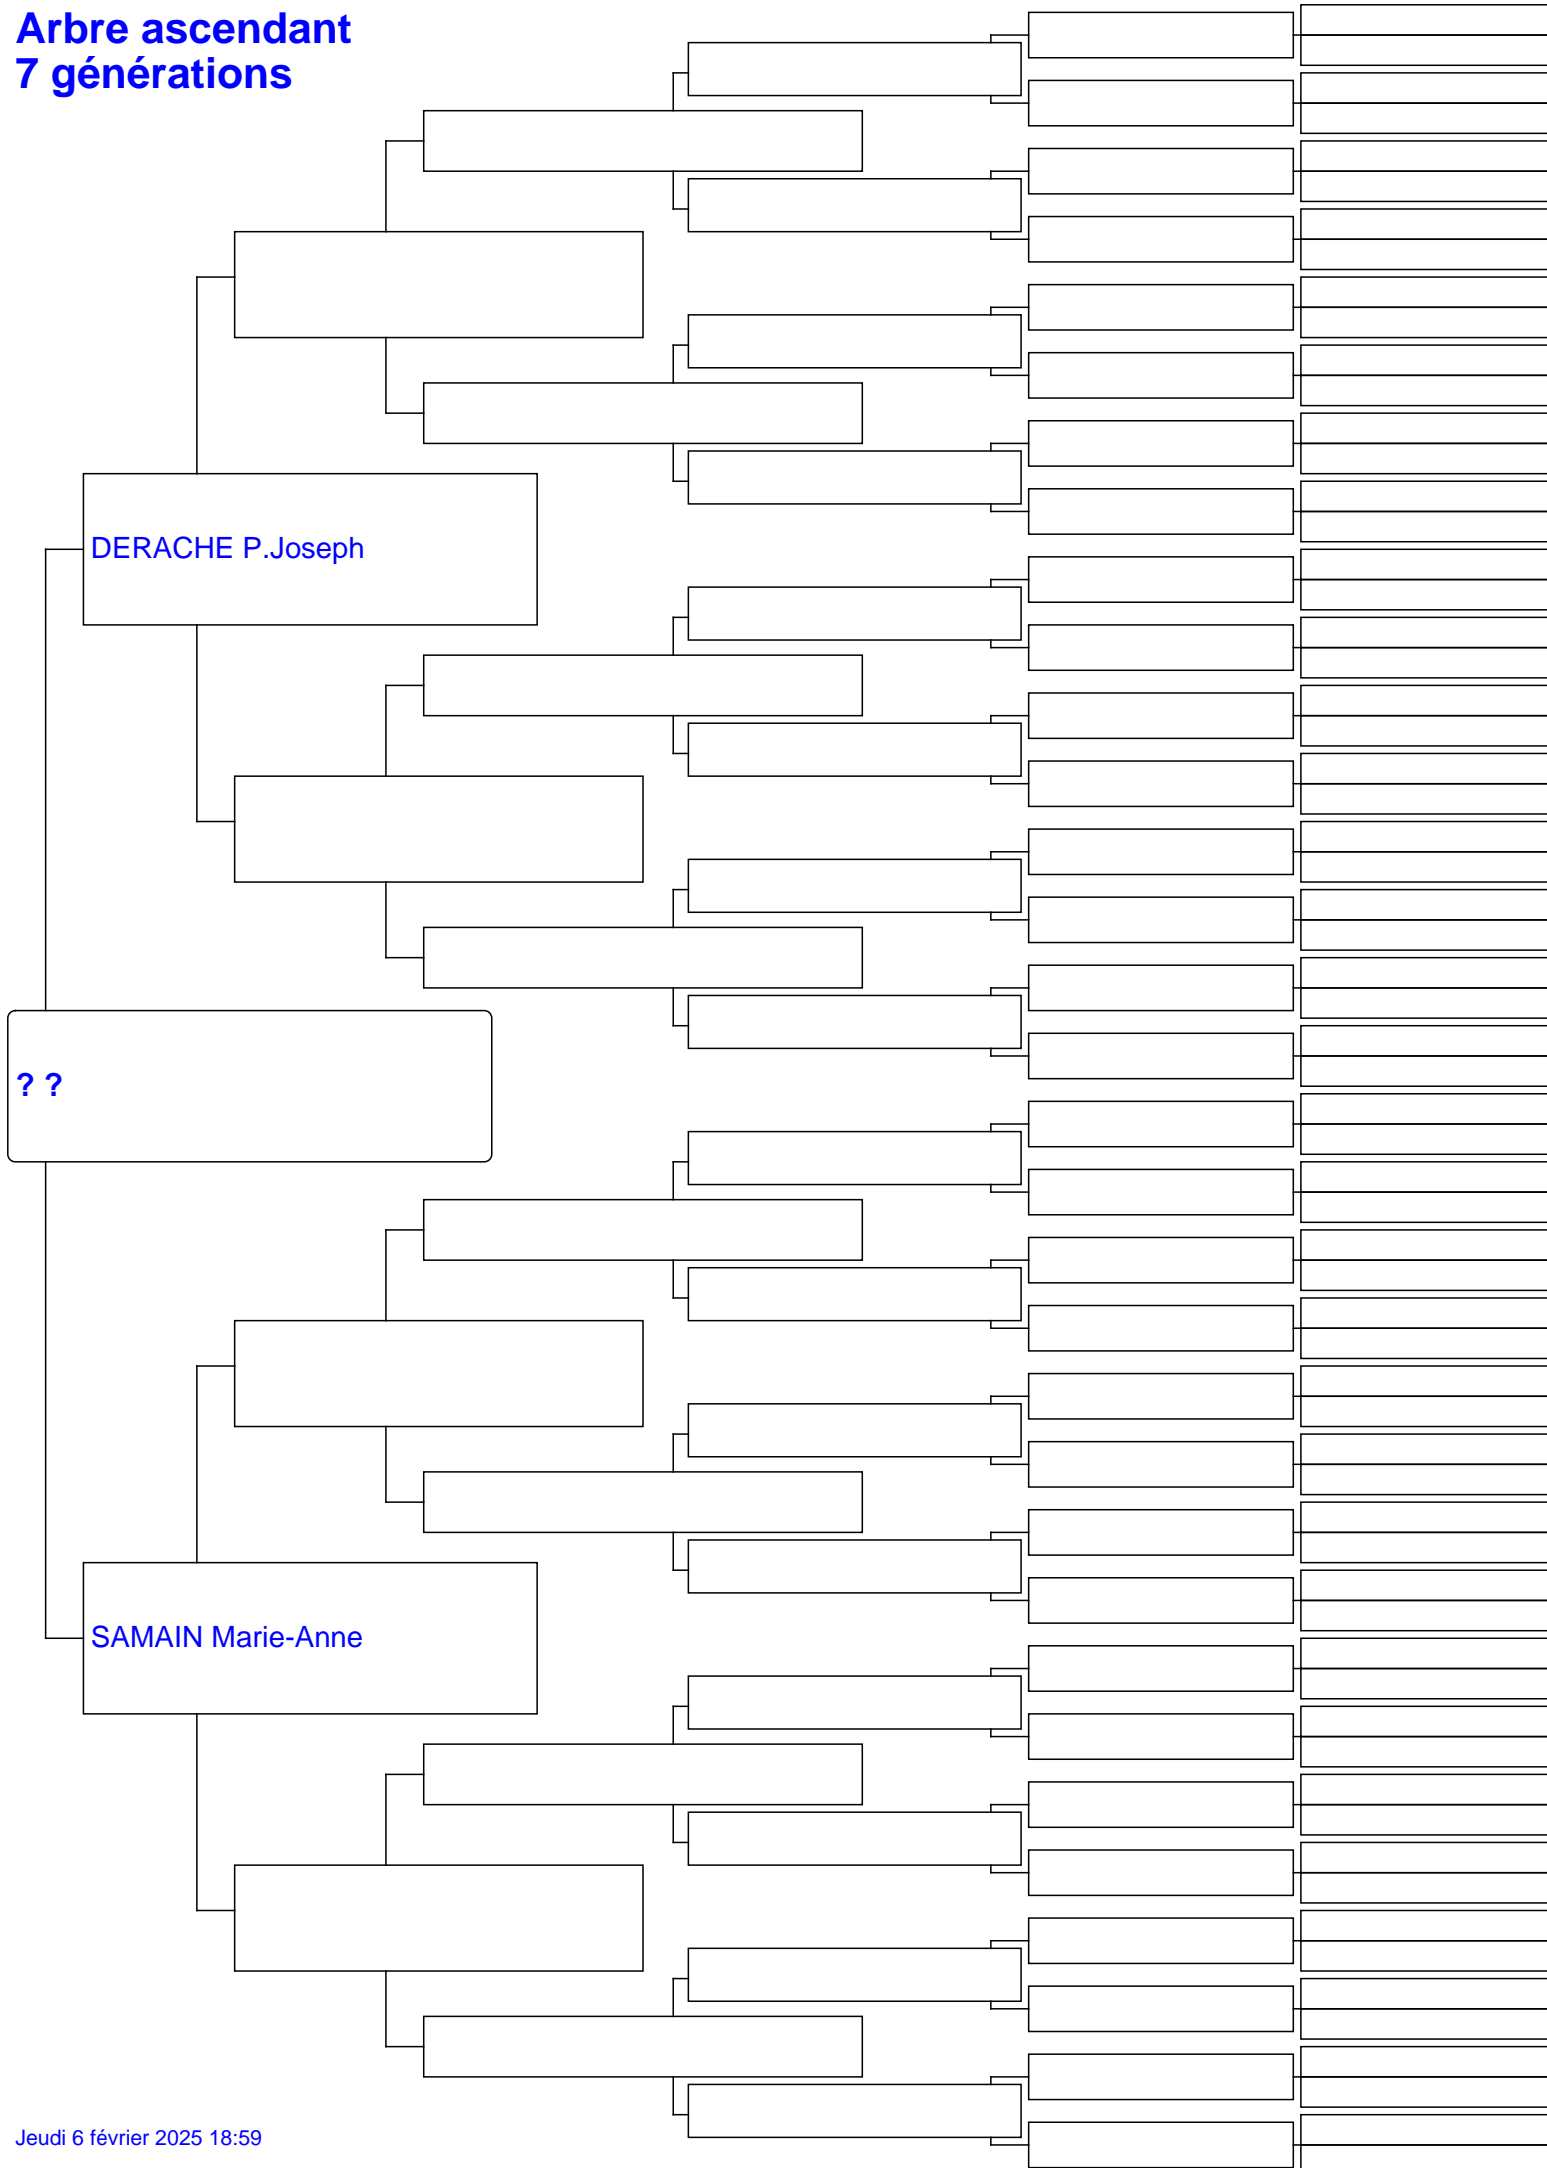 Arbre ascendant
7 générations
DERACHE P.Joseph
? ?
SAMAIN Marie-Anne
Jeudi 6 février 2025 18:59